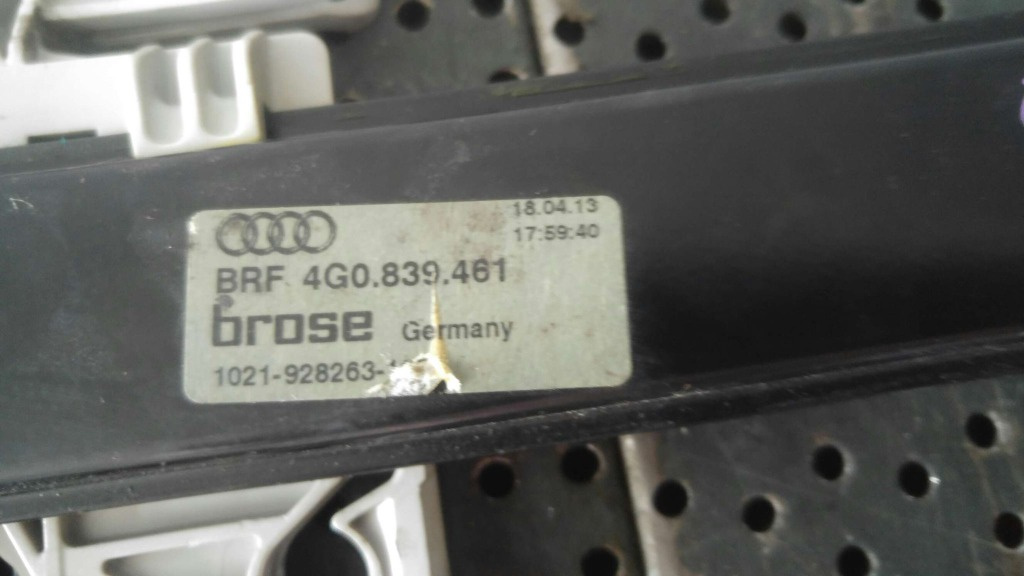 18.04.13
17:59:40
BRF 4G0.839.461
brose Germany
1021-928263-